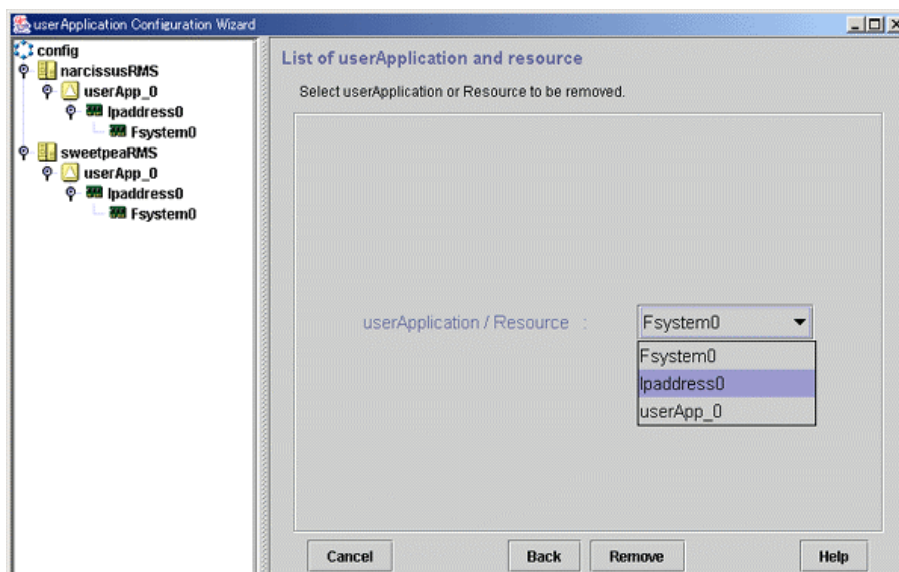 userApplication Configuration Wizard
config
narcissusRMS
userApp_0
Ipaddress0
Fsystem0
sweetpeaRMS
userApp_0
Ipaddress0
Fsystem0
List of userApplication and resource
Select userApplication or Resource to be removed.
userApplication / Resource :
Fsystem0
Fsystem0
Ipaddress0
userApp_0
Cancel
Back
Remove
Help